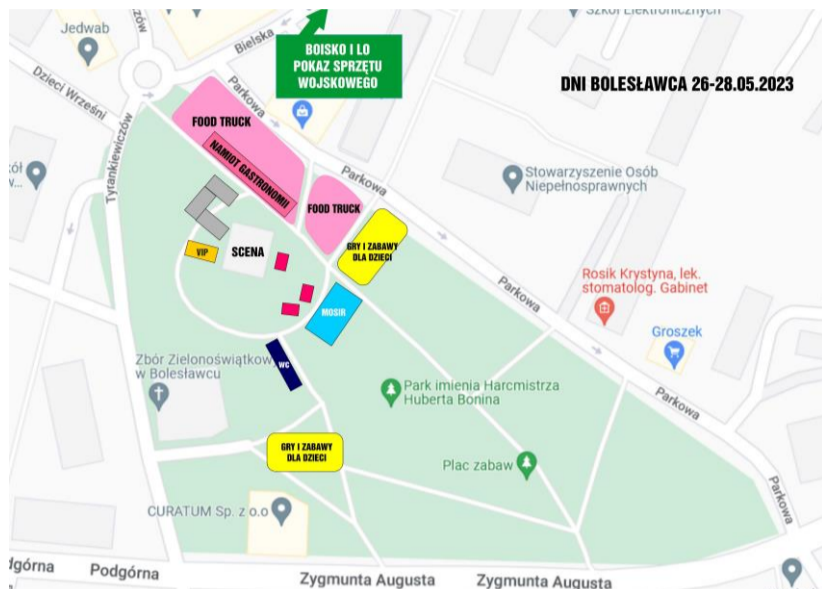 Szkół Elektronicznych
Jedwab
Bielska
BOISKO I LO
POKAZ SPRZĘTU
WOJSKOWEGO
DNI BOLESŁAWCA 26-28.05.2023
Dzieci Wrześni
Parkowa
FOOD TRUCK
NAMIOT GASTRONOMII
Parkowa
Stowarzyszenie Osób
Niepełnosprawnych
Tyrankiewiczów
FOOD TRUCK
VIP
SCENA
GRY I ZABAWY
DLA DZIECI
Rosik Krystyna, lek.
stomatolog. Gabinet
Parkowa
MOSIR
Groszek
Zbór Zielonoświątkowy
w Bolesławcu
WC
Park imienia Harcmistrza
Huberta Bonina
Parkowa
GRY I ZABAWY
DLA DZIECI
Plac zabaw
CURATUM Sp. z o.o
Parkowa
dgórna
Podgórna
Zygmunta Augusta
Zygmunta Augusta